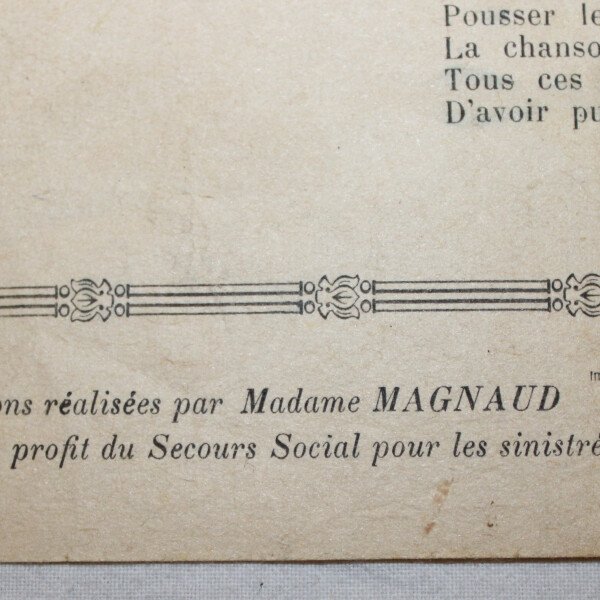 Pousser le
La chanso
Tous ces
D'avoir pu
ons réalisées par Madame MAGNAUD
profit du Secours Social pour les sinistré